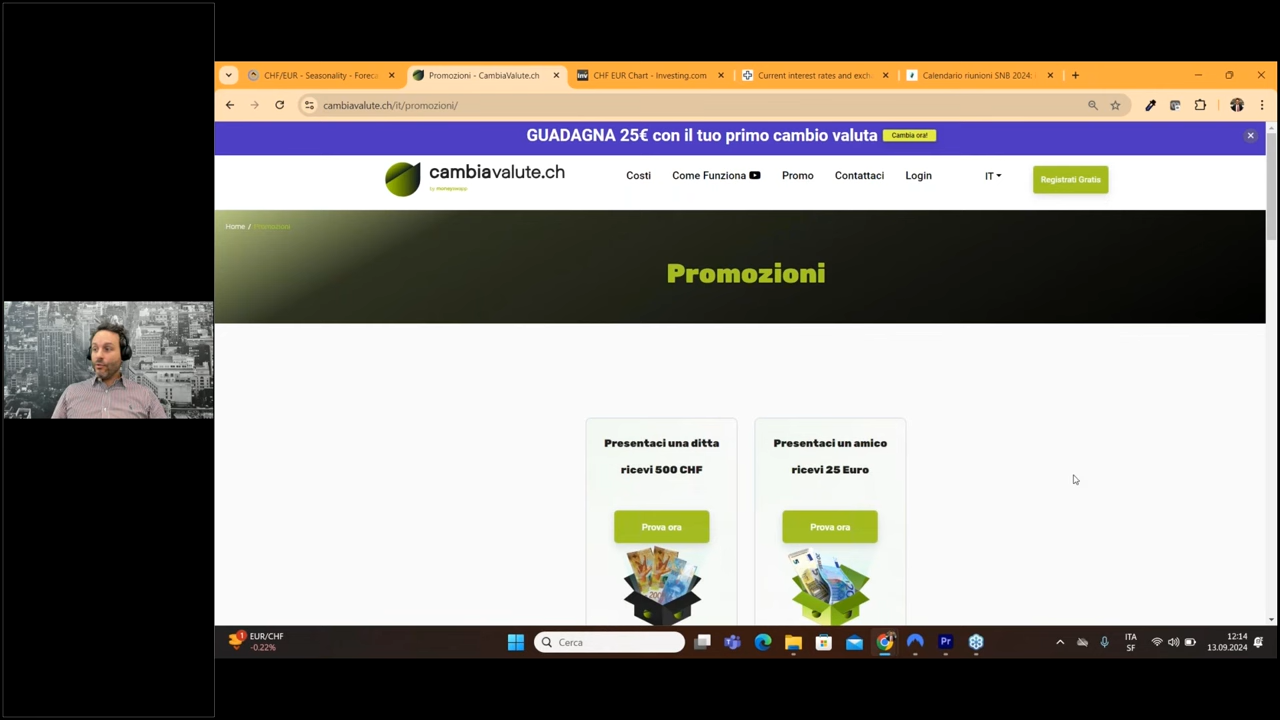 CHF/EUR - Seasonality - Foreca
Promozioni - CambiaValute.ch
CHF EUR Chart - Investing.com
Current interest rates and exch
Calendario riunioni SNB 2024:
cambiavalute.ch/it/promozioni/
GUADAGNA 25€ con il tuo primo cambio valuta
Cambia ora!
cambiavalute.ch
Costi
Come Funziona
Promo
Contattaci
Login
IT
Registrati Gratis
Home / Promozioni
Promozioni
Presentaci una ditta
ricevi 500 CHF
Prova ora
Presentaci un amico
ricevi 25 Euro
Prova ora
1
EUR/CHF
-0.22%
Cerca
ITA
SF
12:14
13.09.2024